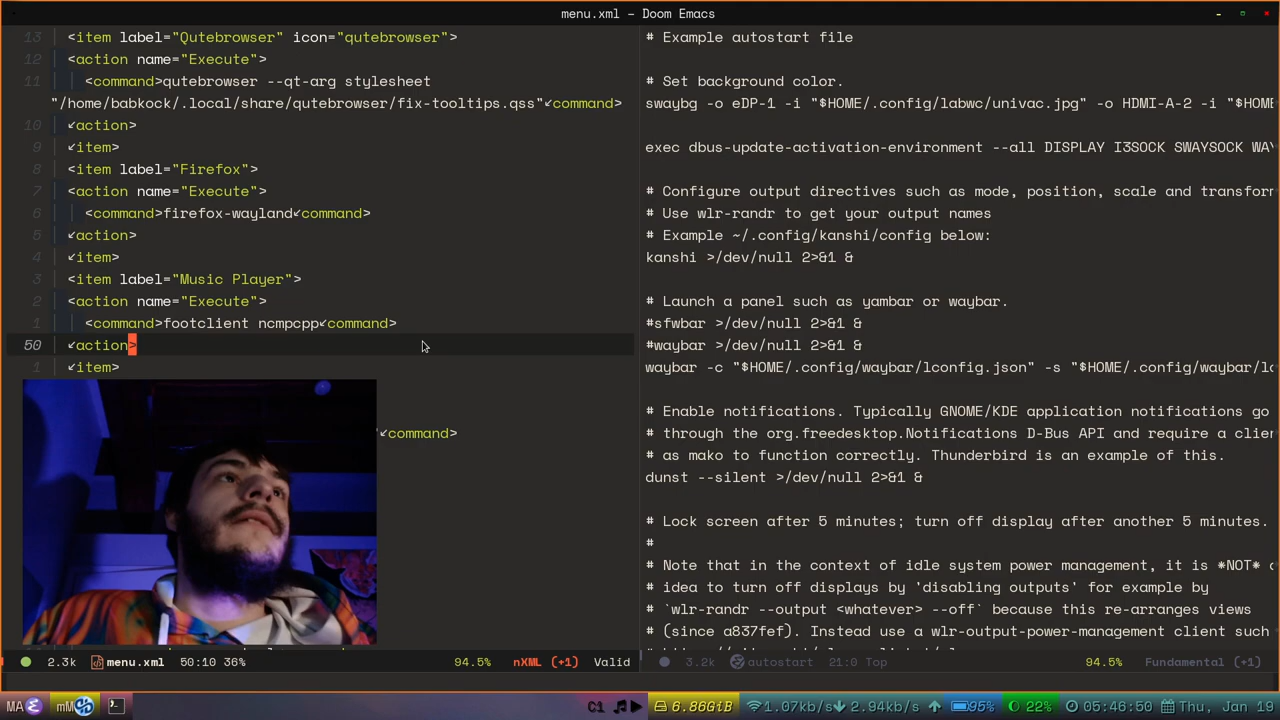 menu.xml – Doom Emacs
13 <item label="Qutebrowser" icon="qutebrowser">
12 <action name="Execute">
11 <command>qutebrowser --qt-arg stylesheet
"/home/babkock/.local/share/qutebrowser/fix-tooltips.qss"↙command>
10 ↙action>
9 ↙item>
8 <item label="Firefox">
7 <action name="Execute">
6 <command>firefox-wayland↙command>
5 ↙action>
4 ↙item>
3 <item label="Music Player">
2 <action name="Execute">
1 <command>footclient ncmpcpp↙command>
50 ↙action>
1 ↙item>
↙command>
2.3k menu.xml 50:10 36% 94.5% nXML (+1) Valid
# Example autostart file
# Set background color.
swaybg -o eDP-1 -i "$HOME/.config/labwc/univac.jpg" -o HDMI-A-2 -i "$HOME
exec dbus-update-activation-environment --all DISPLAY I3SOCK SWAYSOCK WAY
# Configure output directives such as mode, position, scale and transform
# Use wlr-randr to get your output names
# Example ~/.config/kanshi/config below:
kanshi >/dev/null 2>&1 &
# Launch a panel such as yambar or waybar.
#sfwbar >/dev/null 2>&1 &
#waybar >/dev/null 2>&1 &
waybar -c "$HOME/.config/waybar/lconfig.json" -s "$HOME/.config/waybar/lc
# Enable notifications. Typically GNOME/KDE application notifications go
# through the org.freedesktop.Notifications D-Bus API and require a clien
# as mako to function correctly. Thunderbird is an example of this.
dunst --silent >/dev/null 2>&1 &
# Lock screen after 5 minutes; turn off display after another 5 minutes.
#
# Note that in the context of idle system power management, it is *NOT* a
# idea to turn off displays by 'disabling outputs' for example by
# `wlr-randr --output <whatever> --off` because this re-arranges views
# (since a837fef). Instead use a wlr-output-power-management client such
3.2k autostart 21:0 Top 94.5% Fundamental (+1)
MA mM 6.86GiB 1.07kb/s 2.94kb/s 95% 22% 05:46:50 Thu, Jan 19